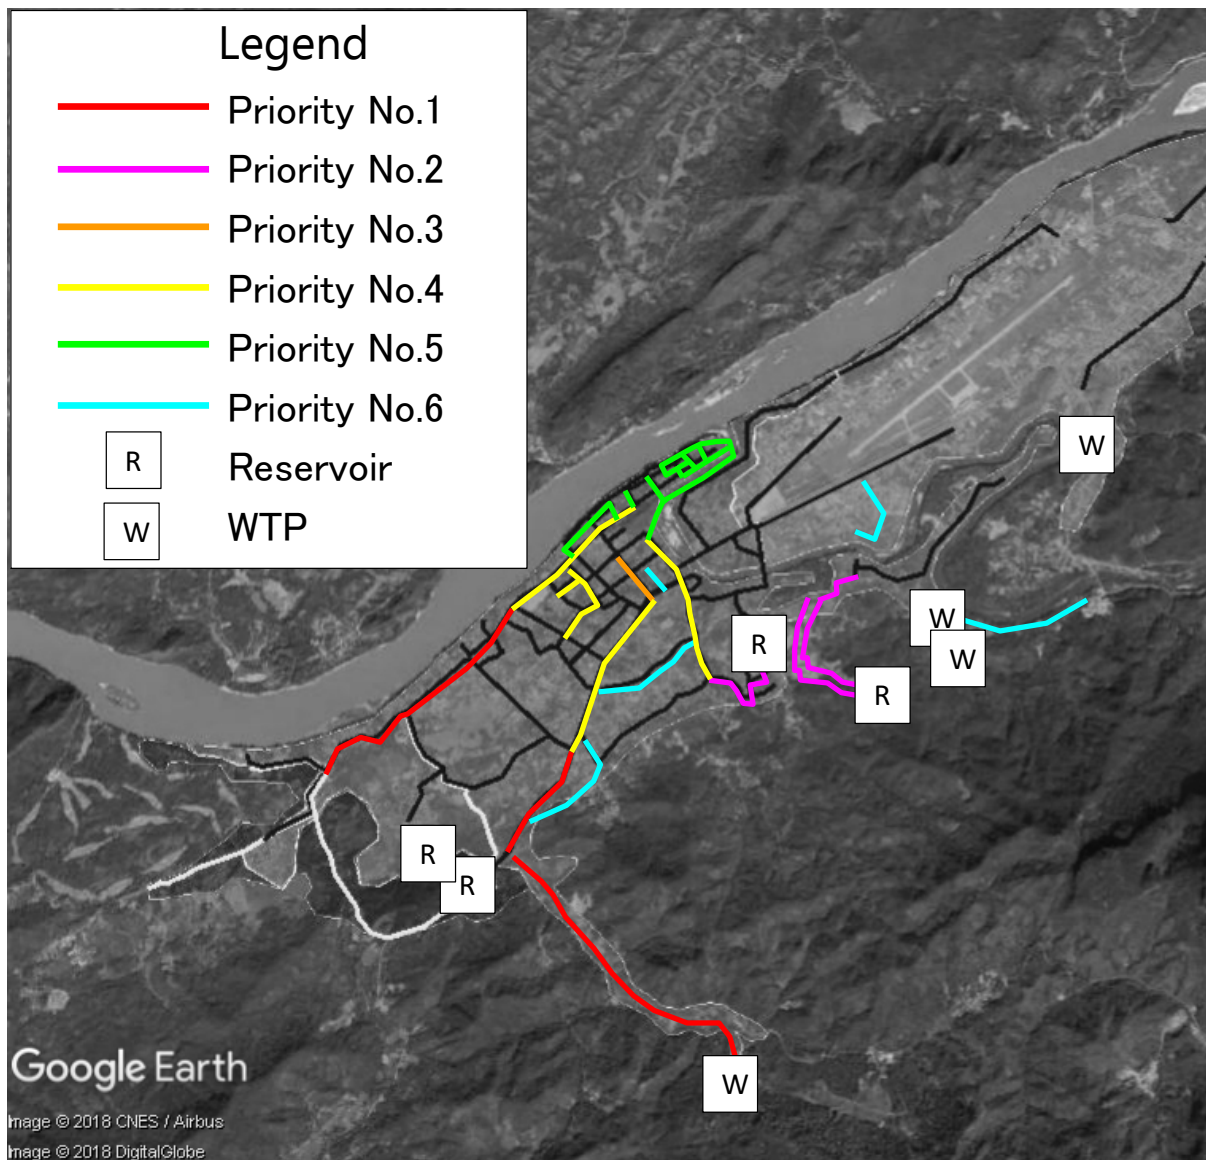 Legend
Priority No.1
Priority No.2
Priority No.3
Priority No.4
Priority No.5
Priority No.6
R Reservoir
W WTP
W
W
R
W
R
R
R
W
Google Earth
Image © 2018 CNES / Airbus
Image © 2018 DigitalGlobe